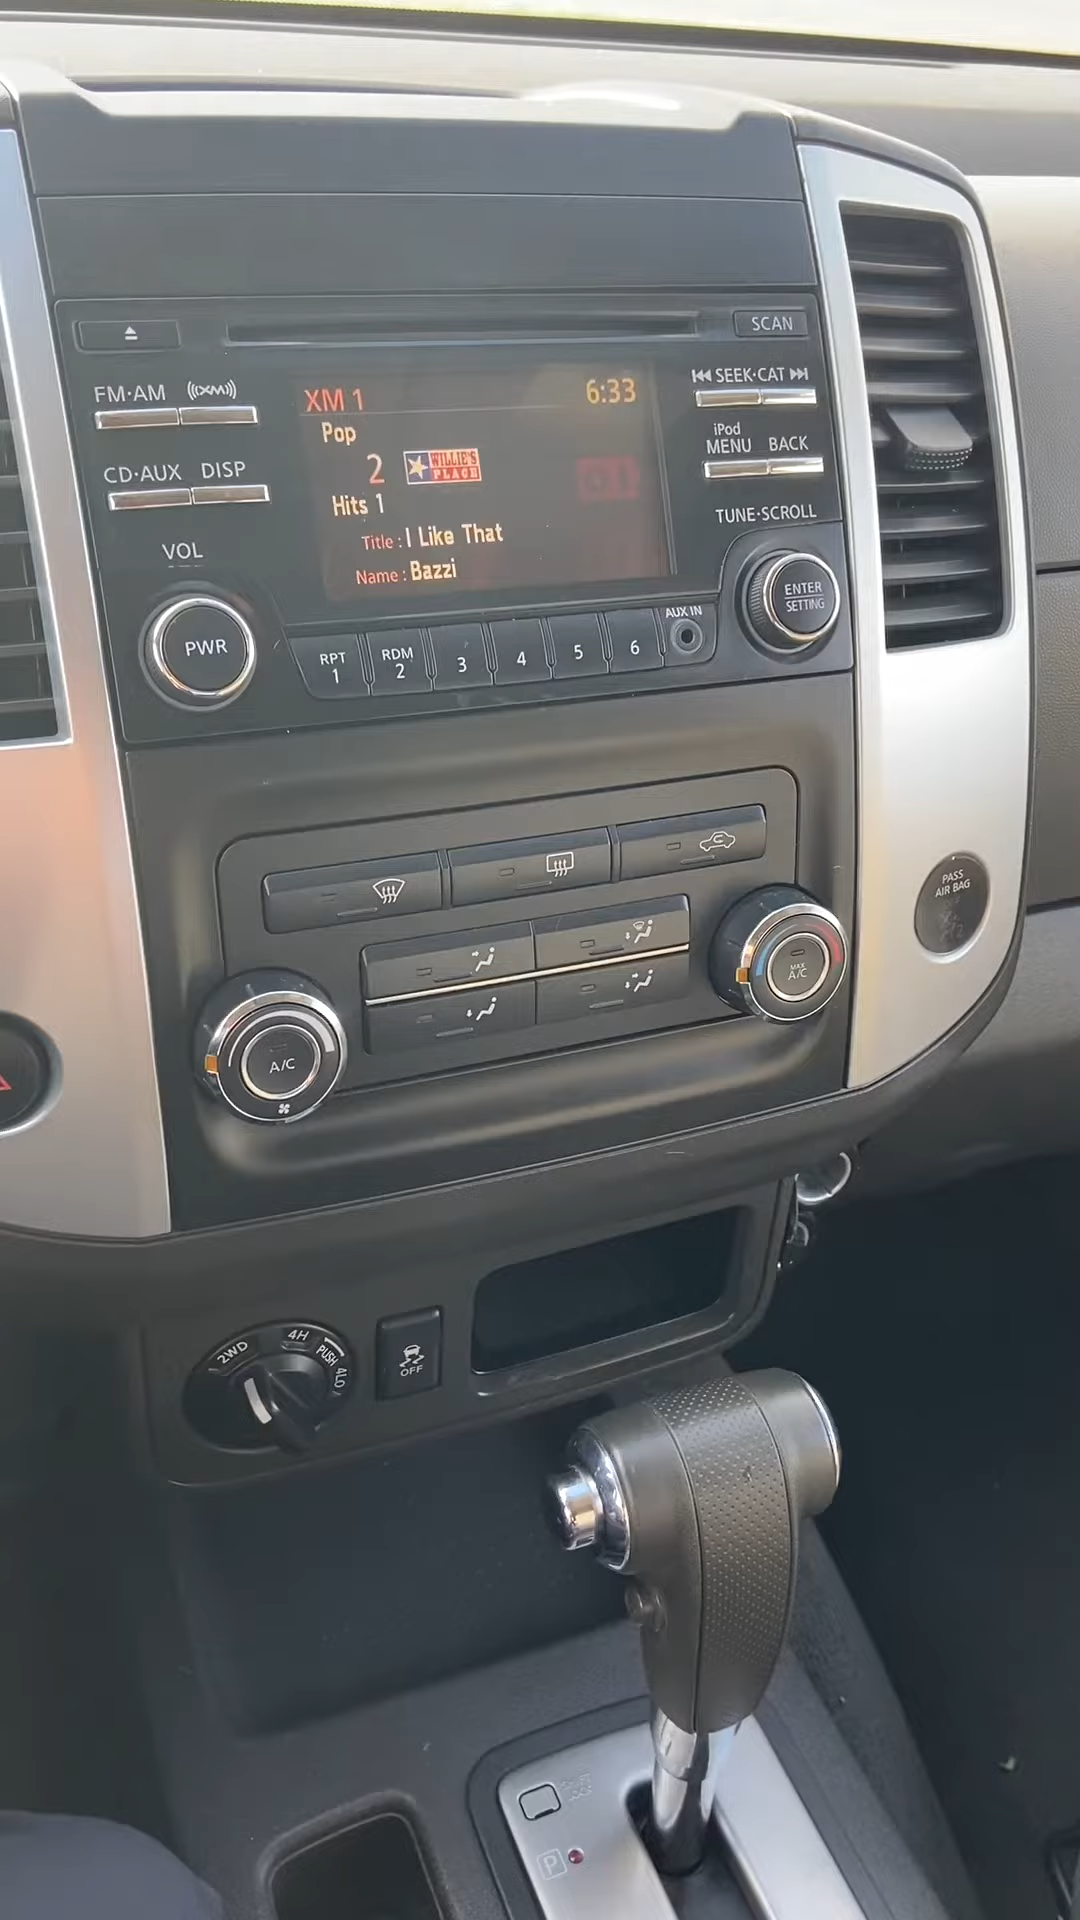 SCAN
FM·AM
((XM))
SEEK·CAT
XM 1
6:33
Pop
iPod
MENU
BACK
CD·AUX
DISP
2
WILLIE'S
PLACE
Hits 1
TUNE·SCROLL
Title : I Like That
VOL
Name : Bazzi
ENTER
SETTING
PWR
RPT
1
RDM
2
3
4
5
6
AUX IN
PASS
AIR BAG
MAX
A/C
A/C
2WD
4H
PUSH
4LO
OFF
P